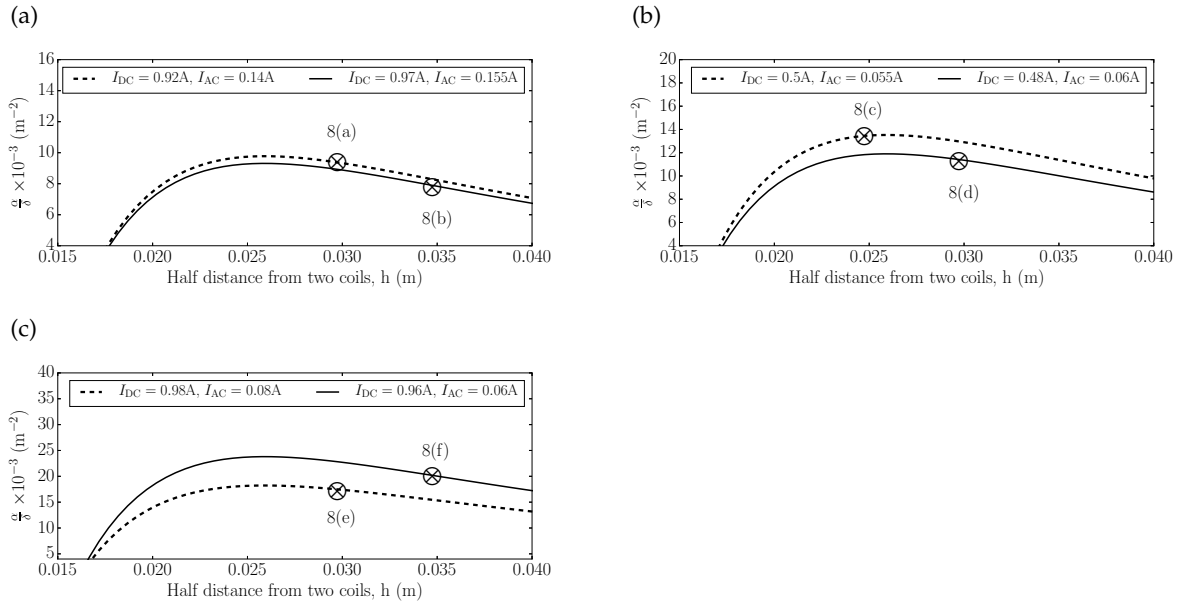 (a)
16
14
12
10
8
6
4
0.015 0.020 0.025 0.030 0.035 0.040
α/δ ×10⁻³ (m⁻²)
Half distance from two coils, h (m)
I_DC = 0.92A, I_AC = 0.14A
I_DC = 0.97A, I_AC = 0.155A
8(a)
8(b)
(b)
20
18
16
14
12
10
8
6
4
0.015 0.020 0.025 0.030 0.035 0.040
α/δ ×10⁻³ (m⁻²)
Half distance from two coils, h (m)
I_DC = 0.5A, I_AC = 0.055A
I_DC = 0.48A, I_AC = 0.06A
8(c)
8(d)
(c)
40
35
30
25
20
15
10
5
0.015 0.020 0.025 0.030 0.035 0.040
α/δ ×10⁻³ (m⁻²)
Half distance from two coils, h (m)
I_DC = 0.98A, I_AC = 0.08A
I_DC = 0.96A, I_AC = 0.06A
8(f)
8(e)